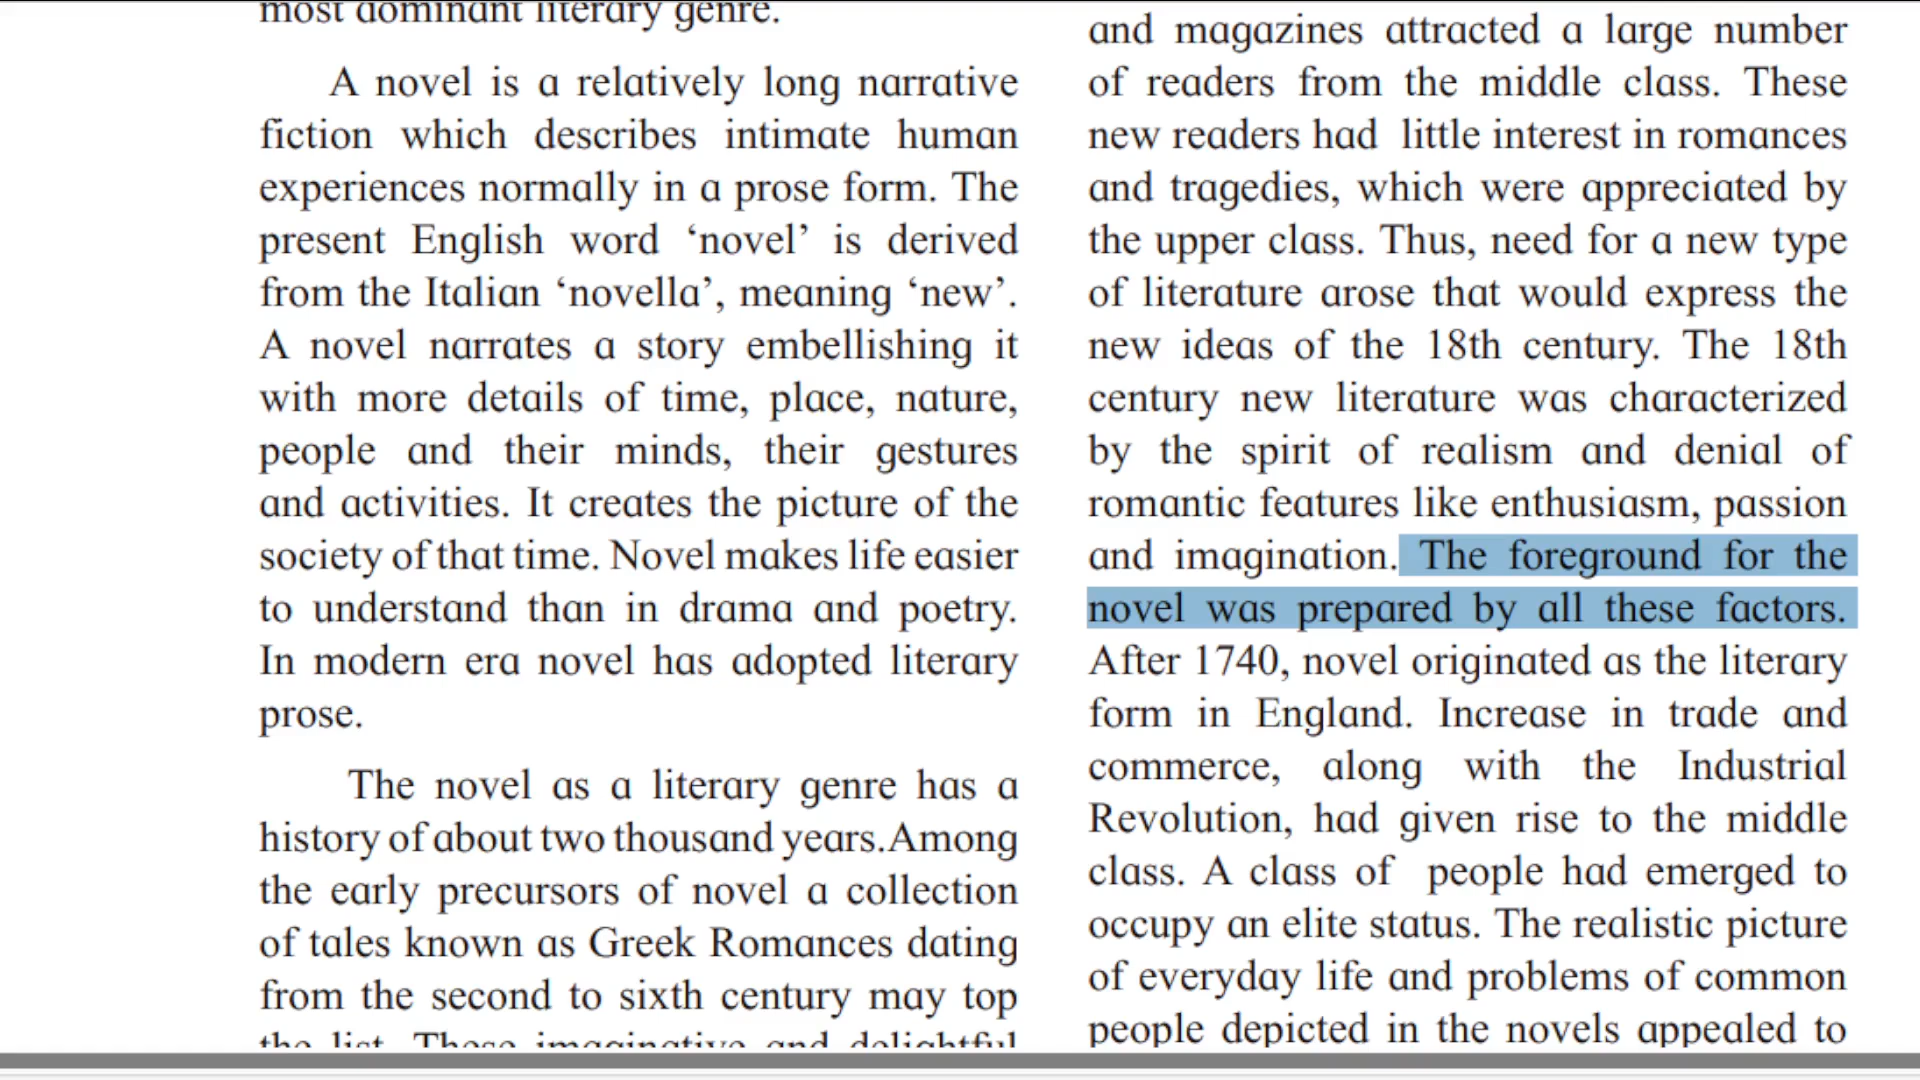 most dominant literary genre.
A novel is a relatively long narrative
fiction which describes intimate human
experiences normally in a prose form. The
present English word ‘novel’ is derived
from the Italian ‘novella’, meaning ‘new’.
A novel narrates a story embellishing it
with more details of time, place, nature,
people and their minds, their gestures
and activities. It creates the picture of the
society of that time. Novel makes life easier
to understand than in drama and poetry.
In modern era novel has adopted literary
prose.
The novel as a literary genre has a
history of about two thousand years.Among
the early precursors of novel a collection
of tales known as Greek Romances dating
from the second to sixth century may top
the list. These imaginative and delightful
and magazines attracted a large number
of readers from the middle class. These
new readers had little interest in romances
and tragedies, which were appreciated by
the upper class. Thus, need for a new type
of literature arose that would express the
new ideas of the 18th century. The 18th
century new literature was characterized
by the spirit of realism and denial of
romantic features like enthusiasm, passion
and imagination. The foreground for the
novel was prepared by all these factors.
After 1740, novel originated as the literary
form in England. Increase in trade and
commerce, along with the Industrial
Revolution, had given rise to the middle
class. A class of people had emerged to
occupy an elite status. The realistic picture
of everyday life and problems of common
people depicted in the novels appealed to